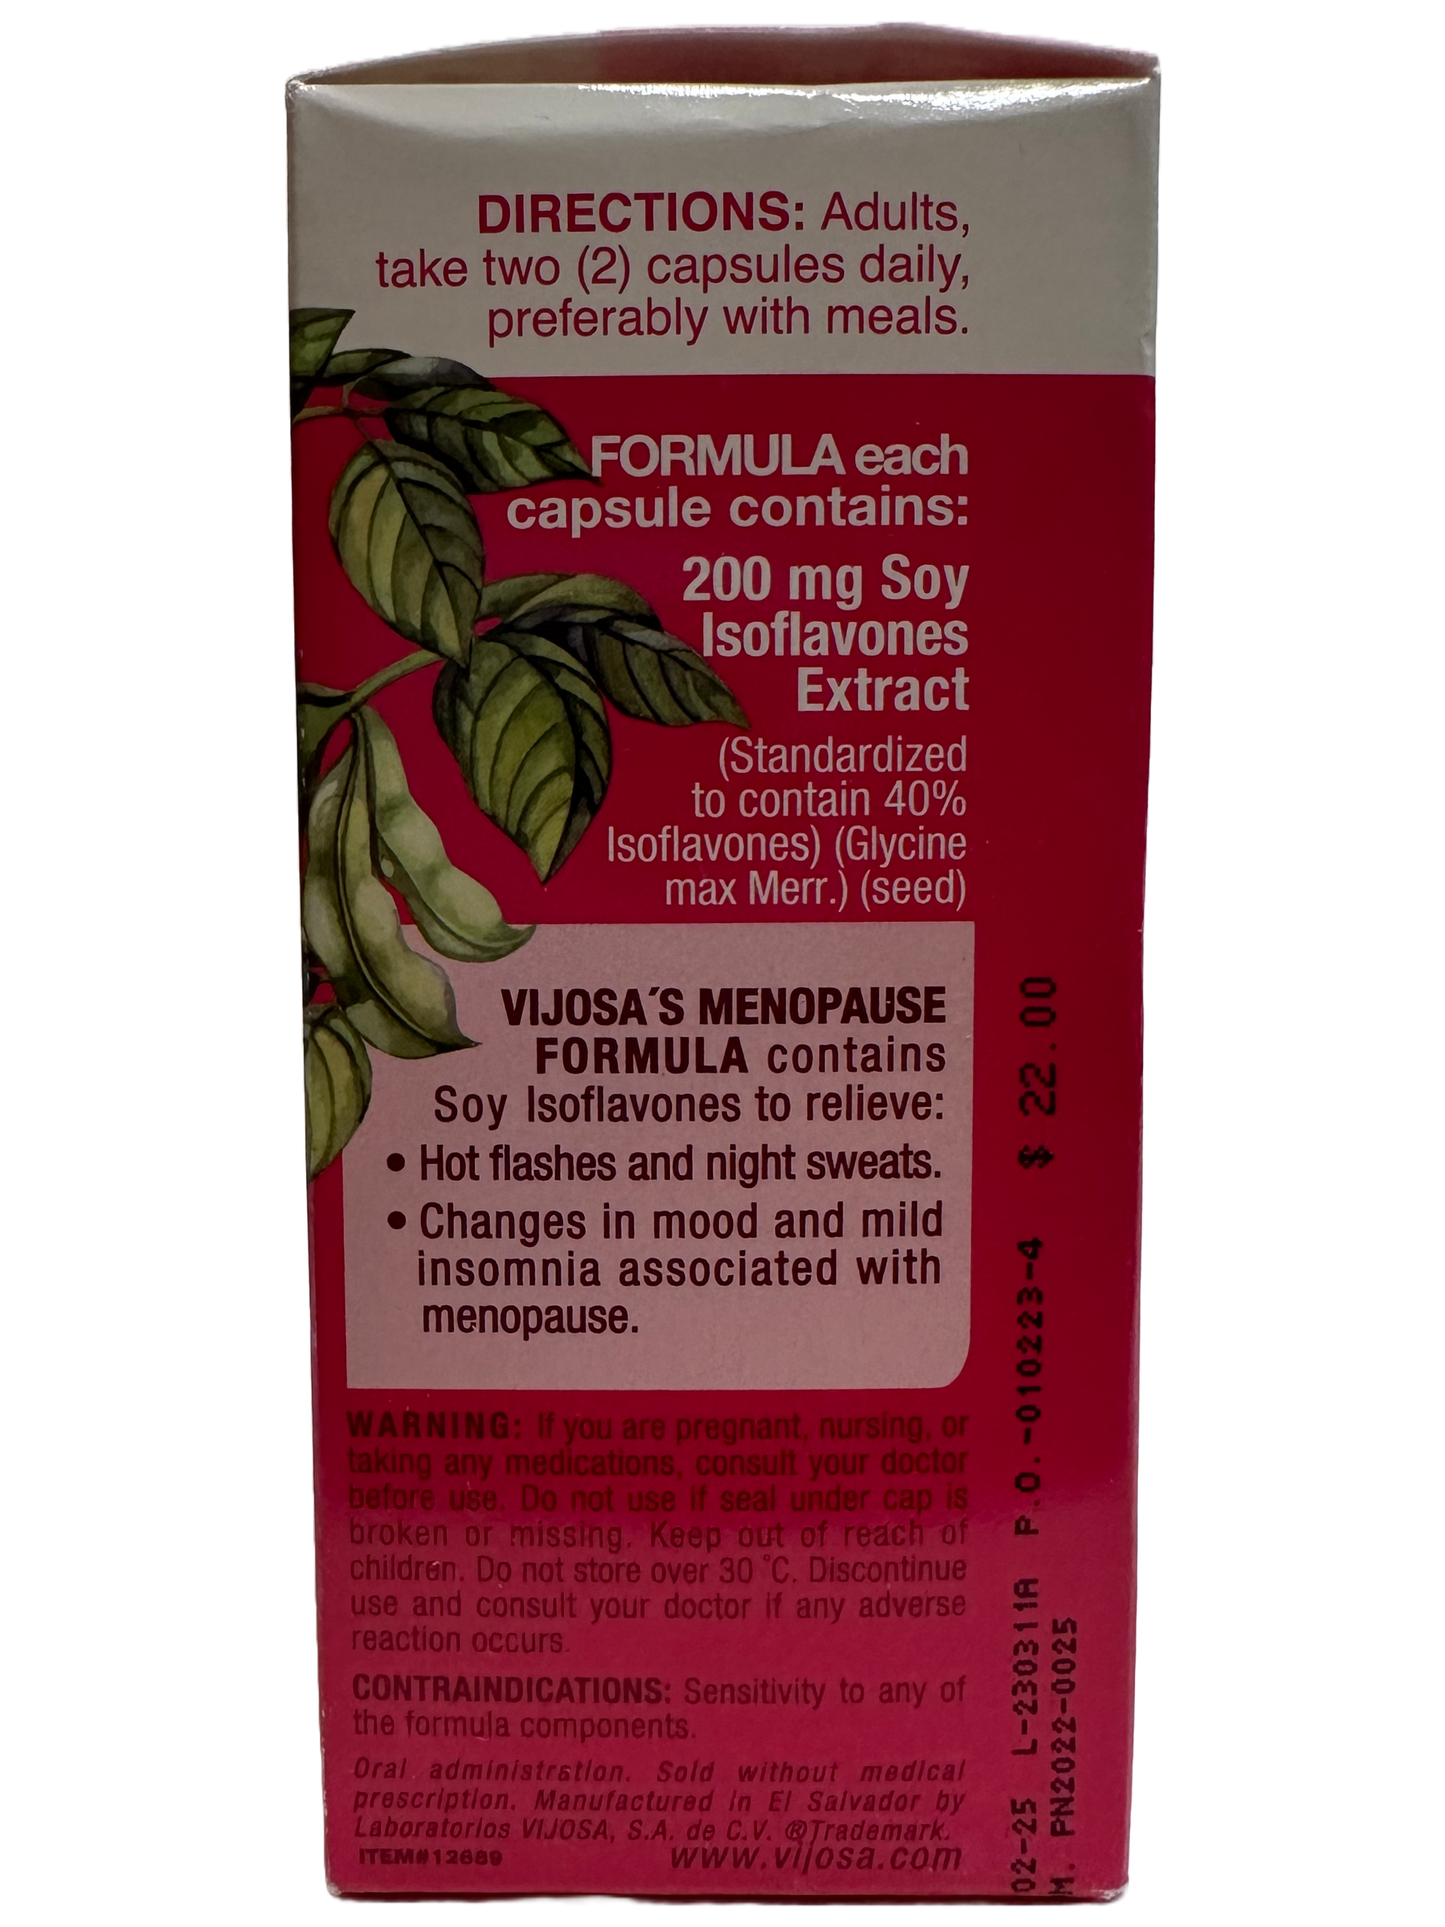 DIRECTIONS: Adults,
take two (2) capsules daily,
preferably with meals.
FORMULA each
capsule contains:
200 mg Soy
Isoflavones
Extract
(Standardized
to contain 40%
Isoflavones) (Glycine
max Merr.) (seed)
VIJOSA´S MENOPAUSE
FORMULA contains
Soy Isoflavones to relieve:
• Hot flashes and night sweats.
• Changes in mood and mild
insomnia associated with
menopause.
WARNING: If you are pregnant, nursing, or
taking any medications, consult your doctor
before use. Do not use if seal under cap is
broken or missing. Keep out of reach of
children. Do not store over 30 °C. Discontinue
use and consult your doctor if any adverse
reaction occurs.
CONTRAINDICATIONS: Sensitivity to any of
the formula components.
Oral administration. Sold without medical
prescription. Manufactured in El Salvador by
Laboratorios VIJOSA, S.A. de C.V. ®Trademark.
ITEM#12689 www.vijosa.com
02-25 L-230311A P.O.-010223-4 $ 22.00
M. PN2022-0025